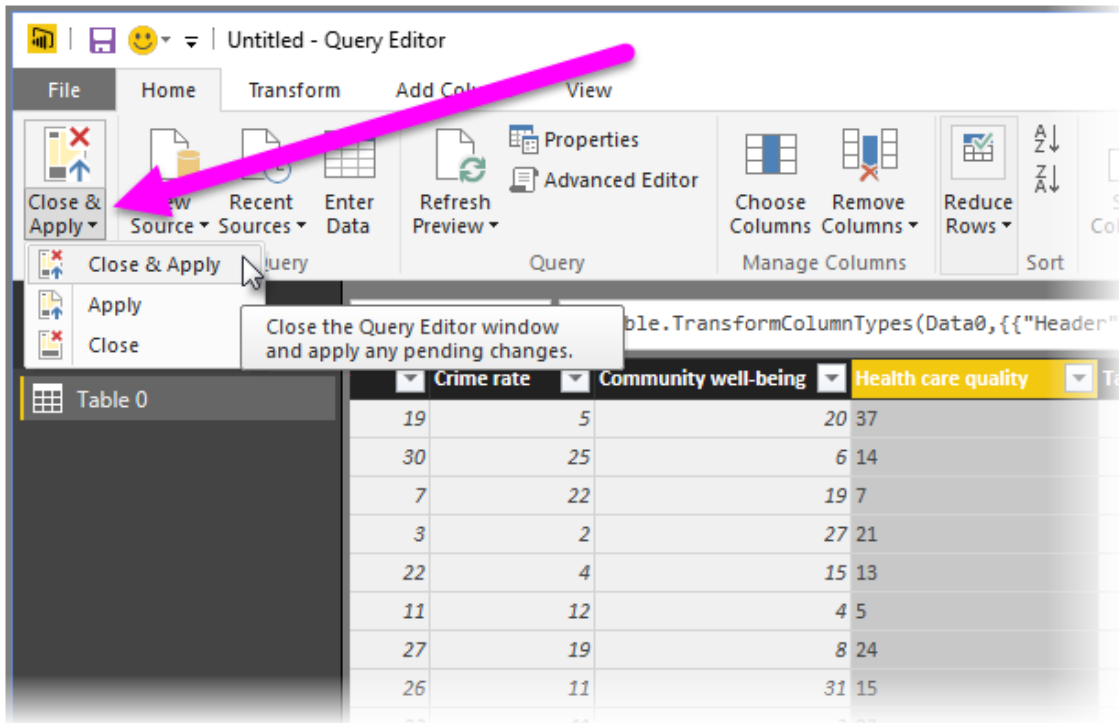 Untitled - Query Editor
File Home Transform Add View
Close & Apply
Source
Recent Sources
Enter Data
Refresh Preview
Properties
Advanced Editor
Choose Columns
Remove Columns
Reduce Rows
A
Z
Z
A
Query Manage Columns Sort
Close & Apply
Apply
Close
Close the Query Editor window
and apply any pending changes.
ble.TransformColumnTypes(Data0,{{"Header"
Table 0
Crime rate Community well-being Health care quality
19 5 20 37
30 25 6 14
7 22 19 7
3 2 27 21
22 4 15 13
11 12 4 5
27 19 8 24
26 11 31 15